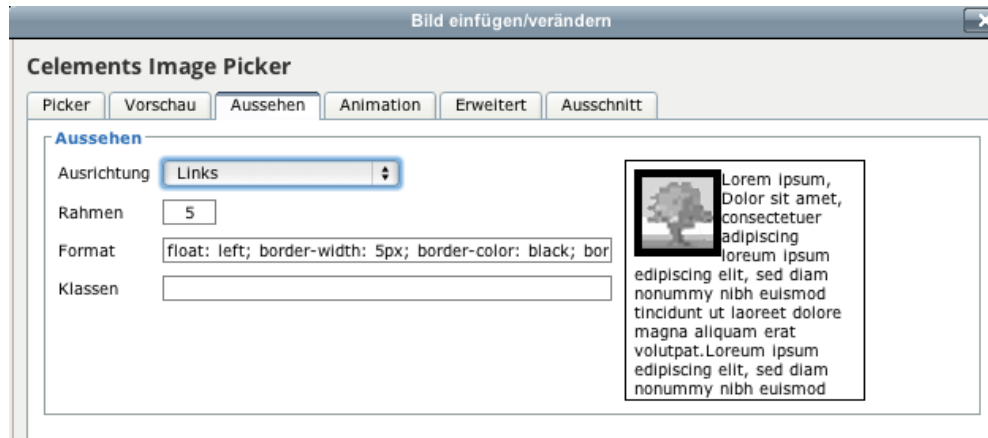 Bild einfügen/verändern
Celements Image Picker
Picker Vorschau Aussehen Animation Erweitert Ausschnitt
Aussehen
Ausrichtung Links
Rahmen 5
Format float: left; border-width: 5px; border-color: black; bor
Klassen
Lorem ipsum,
Dolor sit amet,
consectetuer
adipiscing
loreum ipsum
edipiscing elit, sed diam
nonummy nibh euismod
tincidunt ut laoreet dolore
magna aliquam erat
volutpat.Loreum ipsum
edipiscing elit, sed diam
nonummy nibh euismod